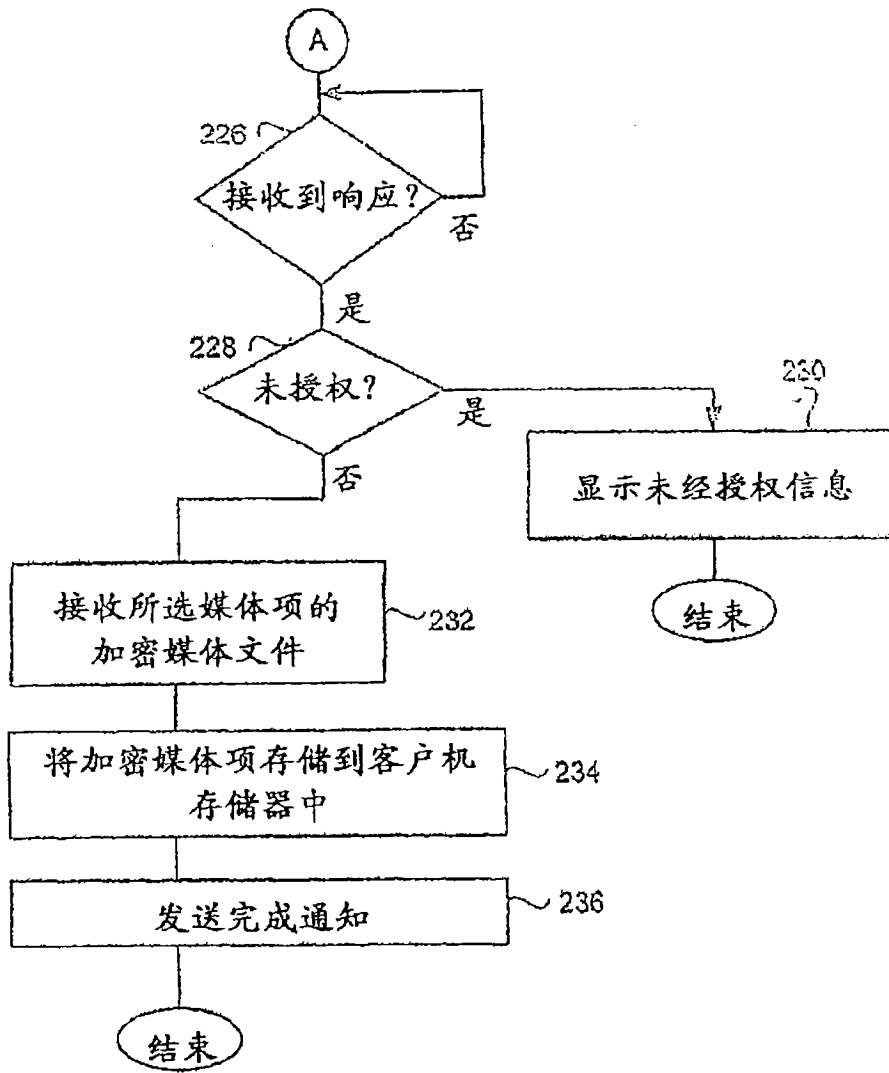 A
226
接收到响应?
否
是
228
未授权?
是
230
否
显示未经授权信息
接收所选媒体项的
加密媒体文件
232
结束
将加密媒体项存储到客户机
存储器中
234
发送完成通知
236
结束